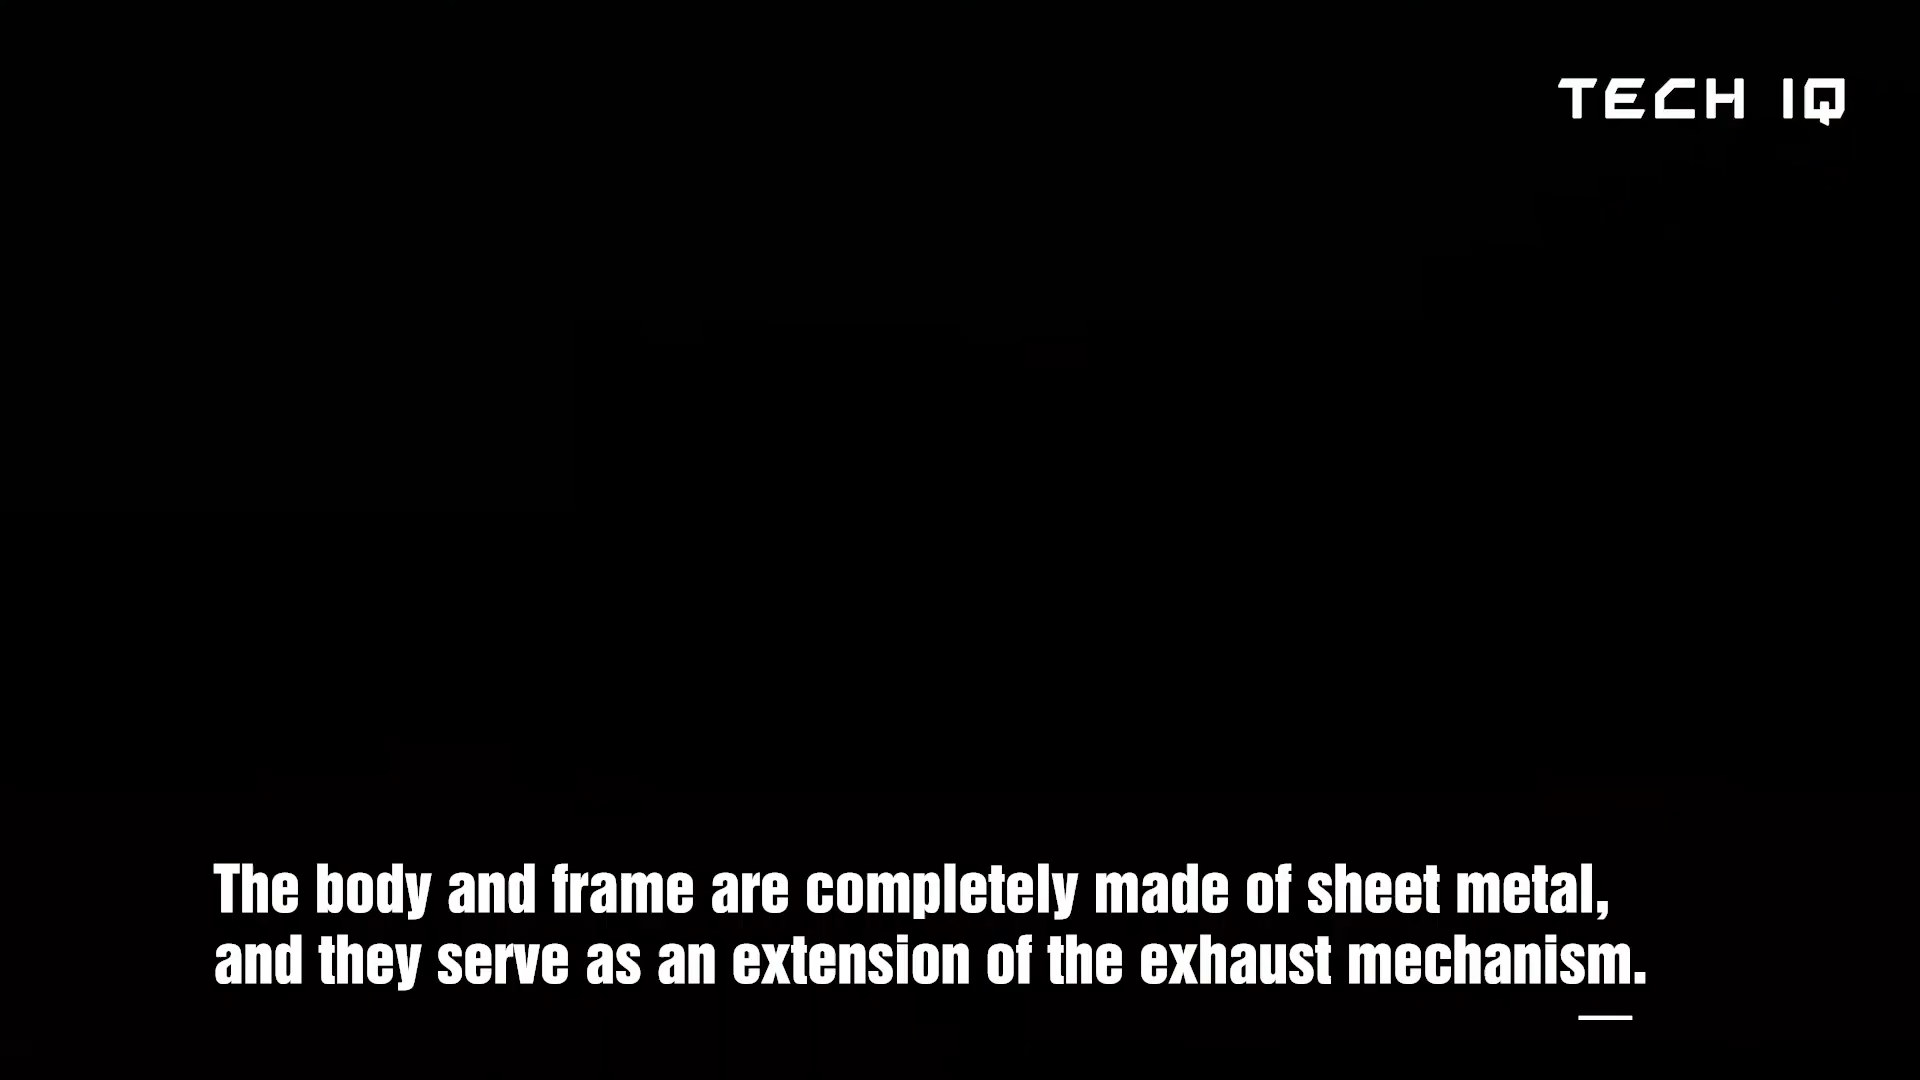 TECH IQ
The body and frame are completely made of sheet metal,
and they serve as an extension of the exhaust mechanism.